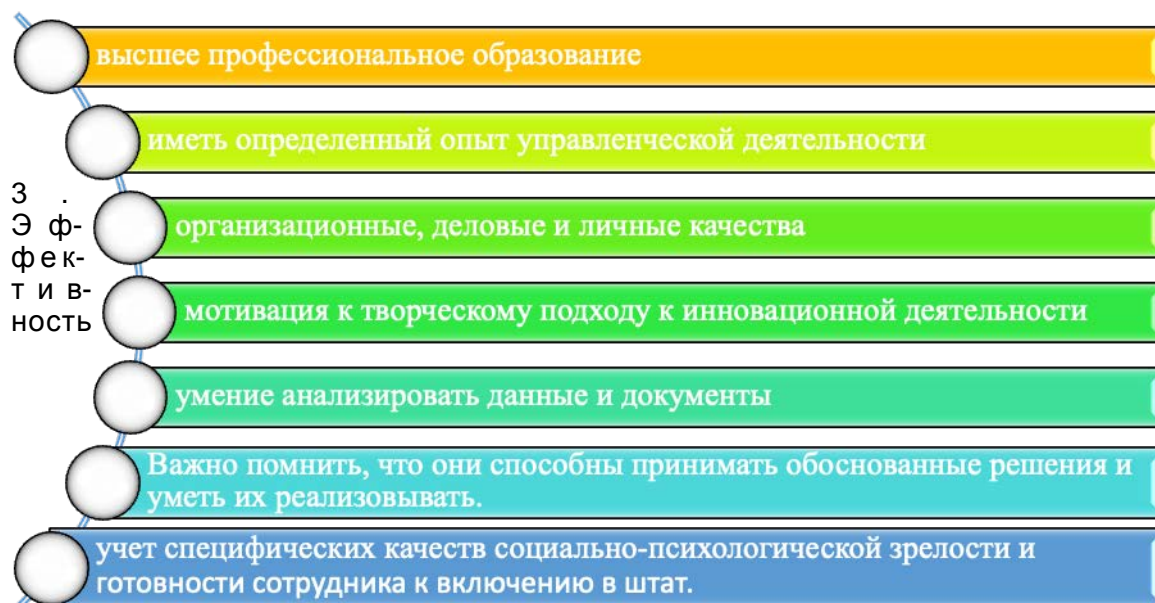 высшее профессиональное образование
иметь определенный опыт управленческой деятельности
3 .
Э ф-
ф е к-
т и в-
ность
организационные, деловые и личные качества
мотивация к творческому подходу к инновационной деятельности
умение анализировать данные и документы
Важно помнить, что они способны принимать обоснованные решения и
уметь их реализовывать.
учет специфических качеств социально-психологической зрелости и
готовности сотрудника к включению в штат.